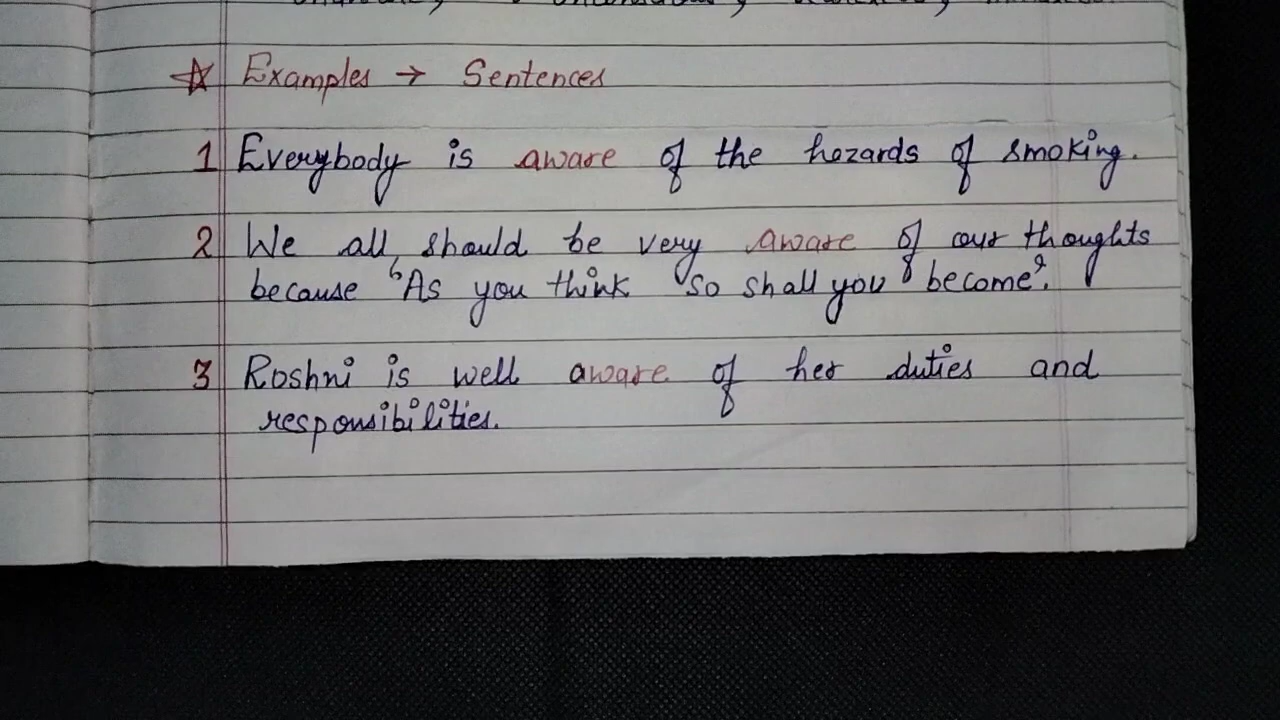 ☆ Examples → Sentences
1 Everybody is aware of the hezards of smoking.
2 We all, should be very aware of our thoughts
because "As you think so shall you become".
3 Roshni is well aware of her duties and
responsibilities.